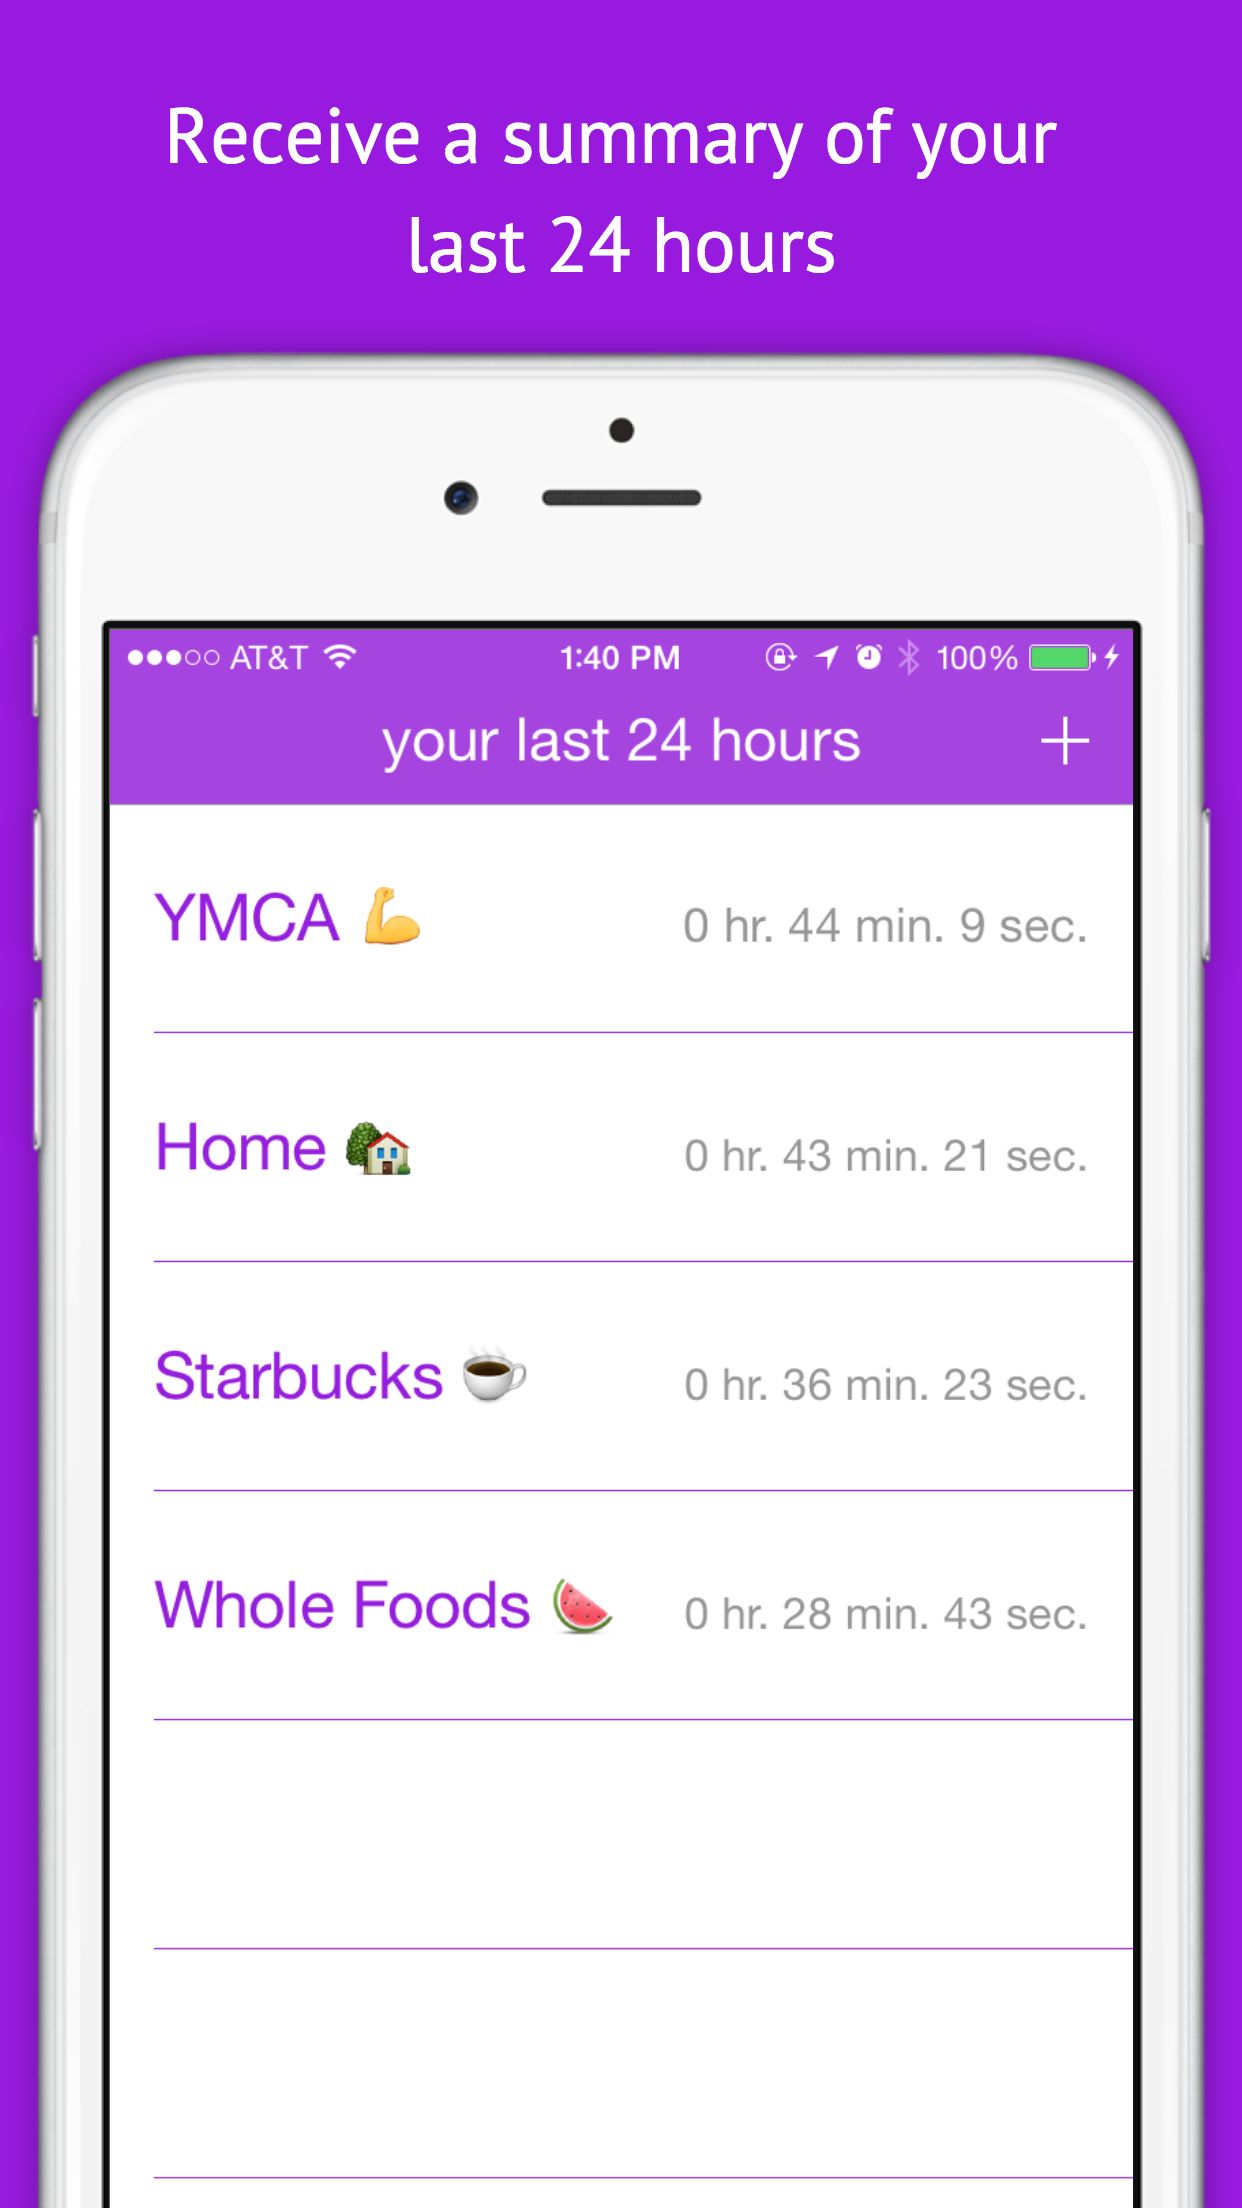 Receive a summary of your
last 24 hours
AT&T 1:40 PM 100%
your last 24 hours +
YMCA 💪 0 hr. 44 min. 9 sec.
Home 🏡 0 hr. 43 min. 21 sec.
Starbucks ☕ 0 hr. 36 min. 23 sec.
Whole Foods 🍉 0 hr. 28 min. 43 sec.